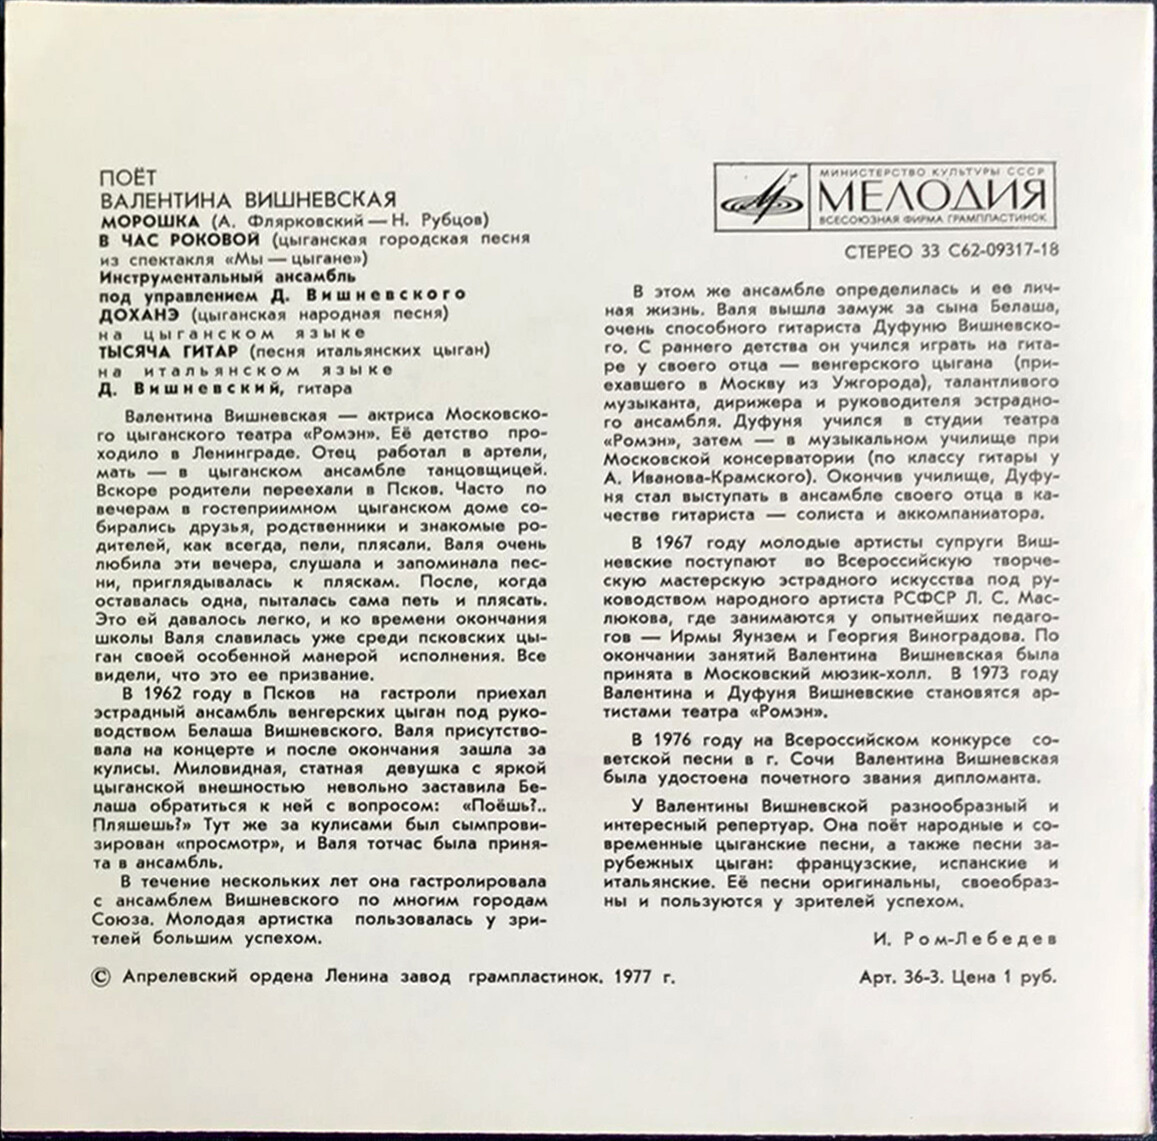 ПОЁТ
ВАЛЕНТИНА ВИШНЕВСКАЯ
МОРОШКА (А. Флярковский — Н. Рубцов)
В ЧАС РОКОВОЙ (цыганская городская песня
из спектакля «Мы — цыгане»)
Инструментальный ансамбль
под управлением Д. Вишневского
ДОХАНЭ (цыганская народная песня)
на цыганском языке
ТЫСЯЧА ГИТАР (песня итальянских цыган)
на итальянском языке
Д. Вишневский, гитара
Валентина Вишневская — актриса Московско-
го цыганского театра «Ромэн». Её детство про-
ходило в Ленинграде. Отец работал в артели,
мать — в цыганском ансамбле танцовщицей.
Вскоре родители переехали в Псков. Часто по
вечерам в гостеприимном цыганском доме со-
бирались друзья, родственники и знакомые ро-
дителей, как всегда, пели, плясали. Валя очень
любила эти вечера, слушала и запоминала пес-
ни, приглядывалась к пляскам. После, когда
оставалась одна, пыталась сама петь и плясать.
Это ей давалось легко, и ко времени окончания
школы Валя славилась уже среди псковских цы-
ган своей особенной манерой исполнения. Все
видели, что это ее призвание.
В 1962 году в Псков на гастроли приехал
эстрадный ансамбль венгерских цыган под руко-
водством Белаша Вишневского. Валя присутство-
вала на концерте и после окончания зашла за
кулисы. Миловидная, статная девушка с яркой
цыганской внешностью невольно заставила Бе-
лаша обратиться к ней с вопросом: «Поёшь?..
Пляшешь?» Тут же за кулисами был сымпрови-
зирован «просмотр», и Валя тотчас была приня-
та в ансамбль.
В течение нескольких лет она гастролировала
с ансамблем Вишневского по многим городам
Союза. Молодая артистка пользовалась у зри-
телей большим успехом.
МИНИСТЕРСТВО КУЛЬТУРЫ СССР
МЕЛОДИЯ
ВСЕСОЮЗНАЯ ФИРМА ГРАМПЛАСТИНОК
СТЕРЕО 33 С62-09317-18
В этом же ансамбле определилась и ее лич-
ная жизнь. Валя вышла замуж за сына Белаша,
очень способного гитариста Дуфуню Вишневско-
го. С раннего детства он учился играть на гита-
ре у своего отца — венгерского цыгана (при-
ехавшего в Москву из Ужгорода), талантливого
музыканта, дирижера и руководителя эстрадно-
го ансамбля. Дуфуня учился в студии театра
«Ромэн», затем — в музыкальном училище при
Московской консерватории (по классу гитары у
А. Иванова-Крамского). Окончив училище, Дуфу-
ня стал выступать в ансамбле своего отца в ка-
честве гитариста — солиста и аккомпаниатора.
В 1967 году молодые артисты супруги Виш-
невские поступают во Всероссийскую творче-
скую мастерскую эстрадного искусства под ру-
ководством народного артиста РСФСР Л. С. Мас-
люкова, где занимаются у опытнейших педаго-
гов — Ирмы Яунзем и Георгия Виноградова. По
окончании занятий Валентина Вишневская была
принята в Московский мюзик-холл. В 1973 году
Валентина и Дуфуня Вишневские становятся ар-
тистами театра «Ромэн».
В 1976 году на Всероссийском конкурсе со-
ветской песни в г. Сочи Валентина Вишневская
была удостоена почетного звания дипломанта.
У Валентины Вишневской разнообразный и
интересный репертуар. Она поёт народные и со-
временные цыганские песни, а также песни за-
рубежных цыган: французские, испанские и
итальянские. Её песни оригинальны, своеобраз-
ны и пользуются у зрителей успехом.
И. Ром-Лебедев
© Апрелевский ордена Ленина завод грампластинок. 1977 г.
Арт. 36-3. Цена 1 руб.